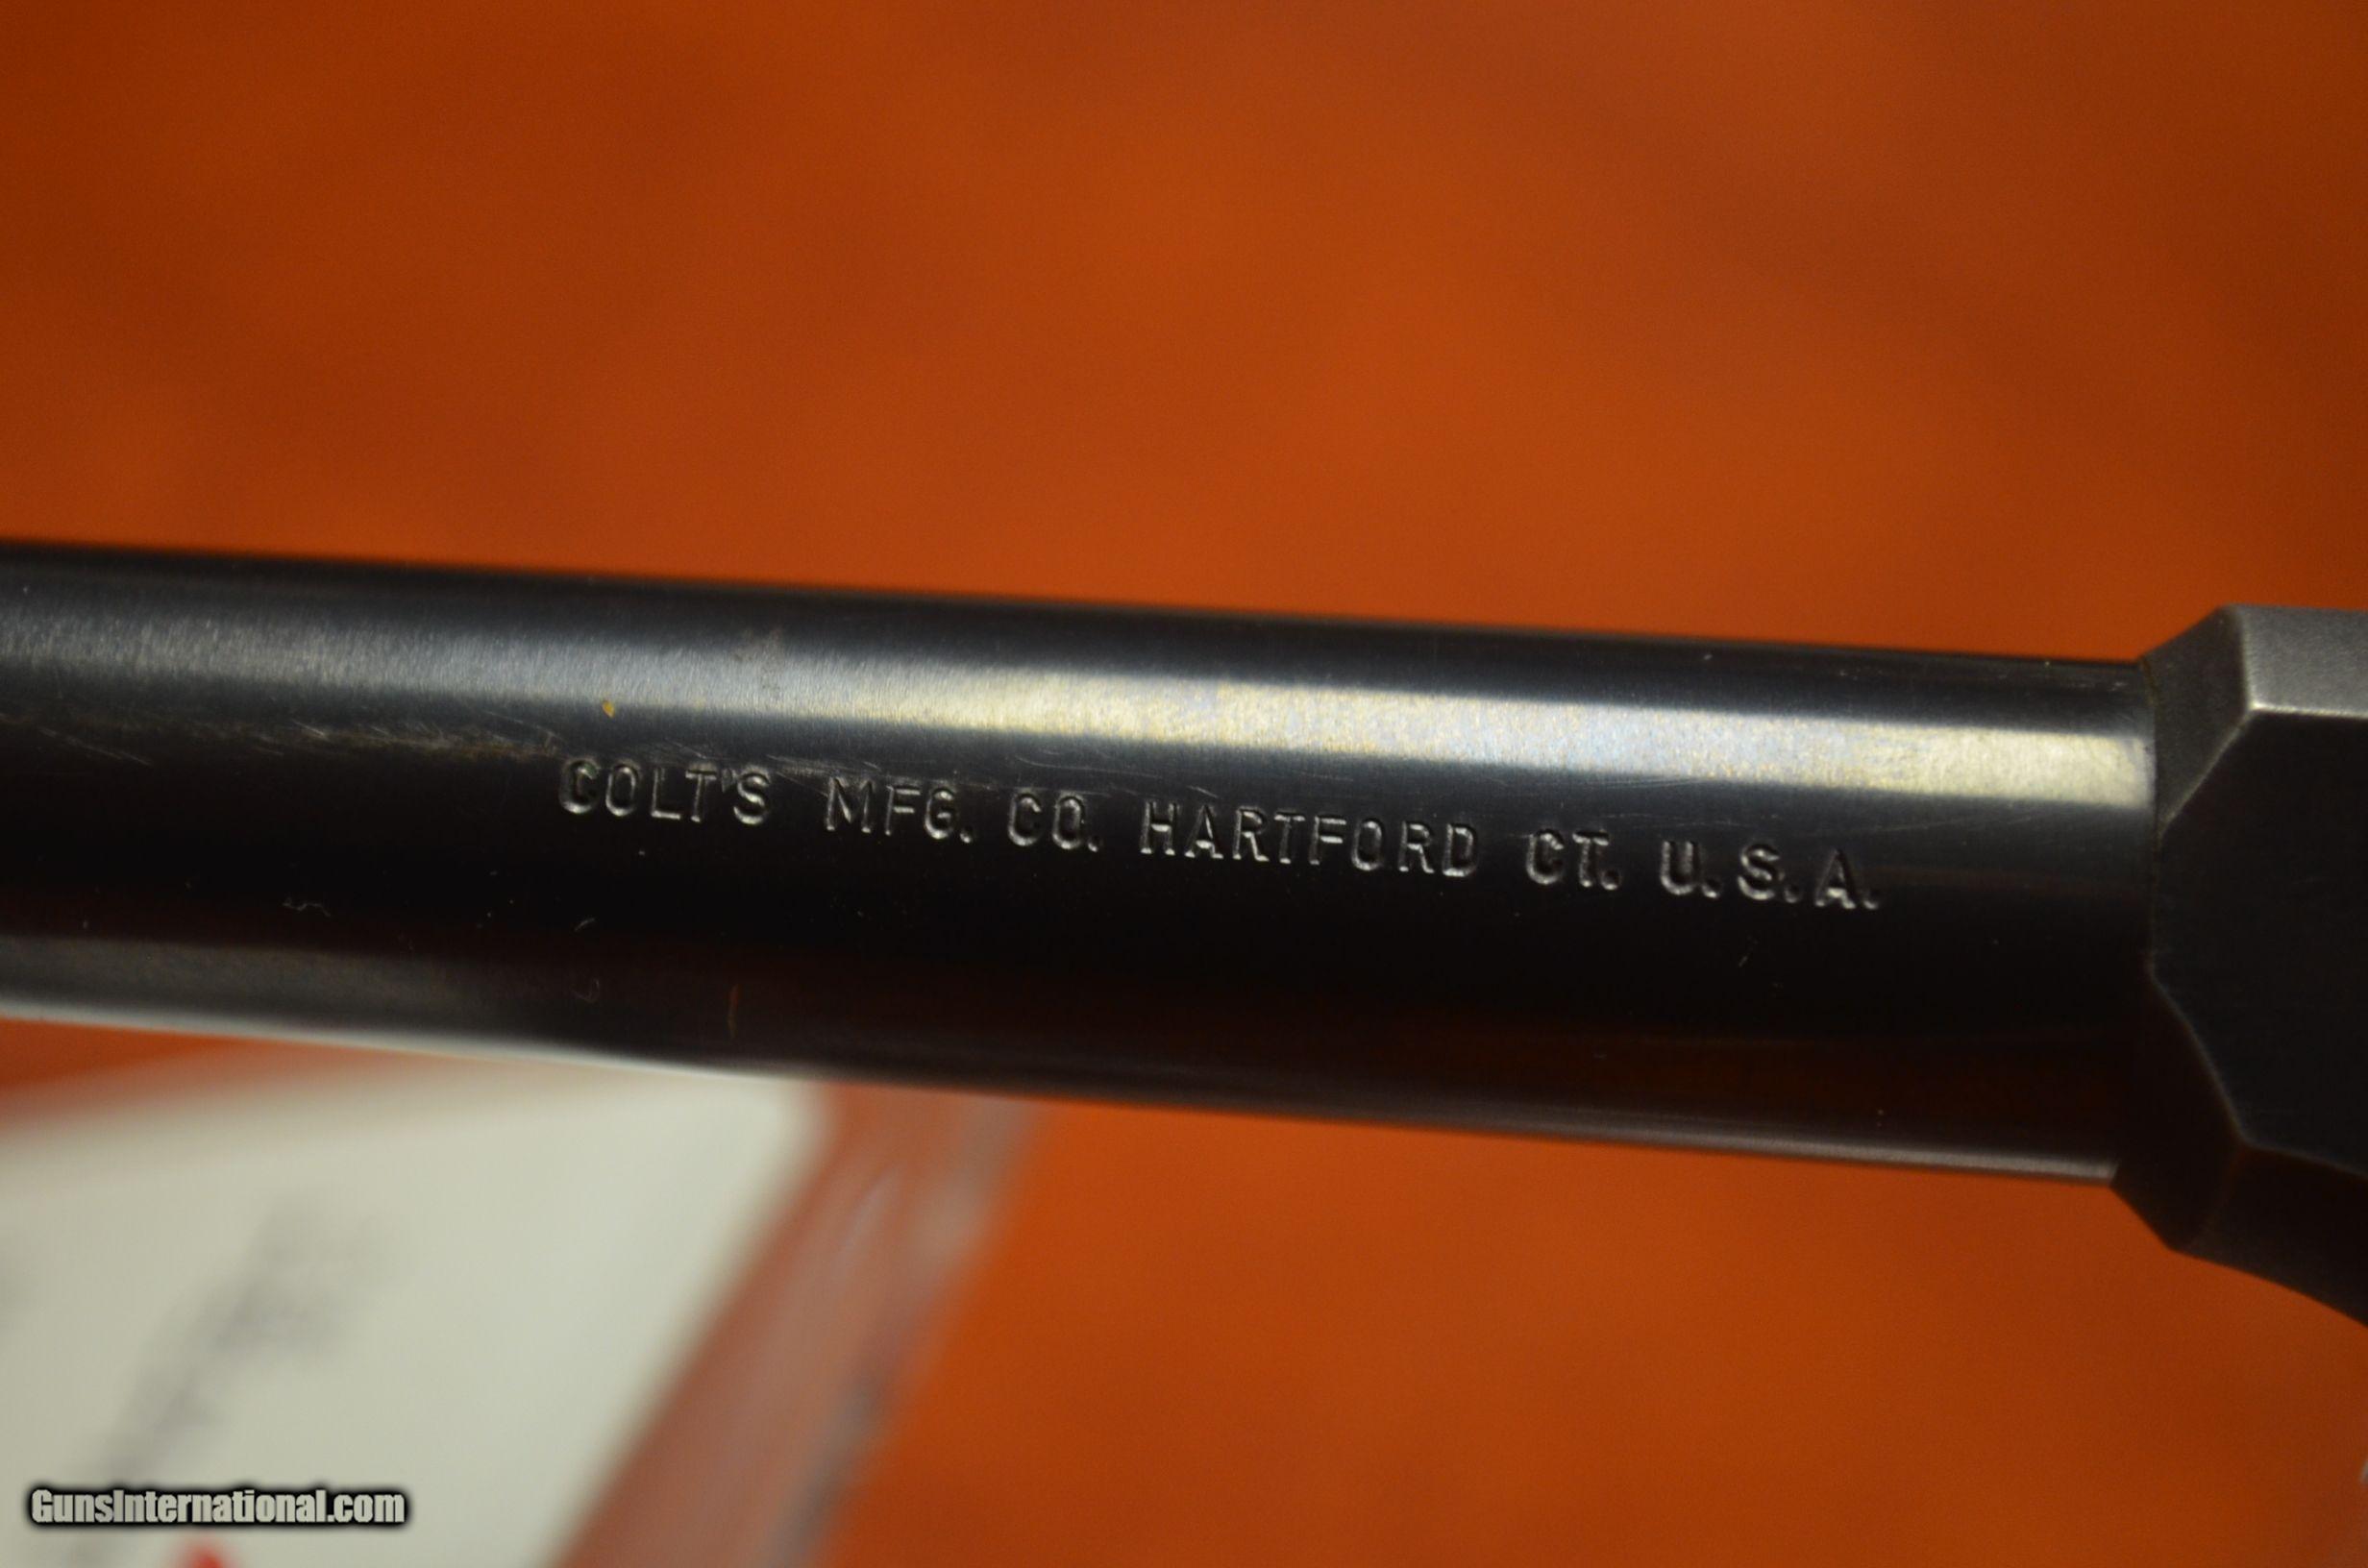 COLT'S MFG. CO. HARTFORD CT. U.S.A.
GunsInternational.com